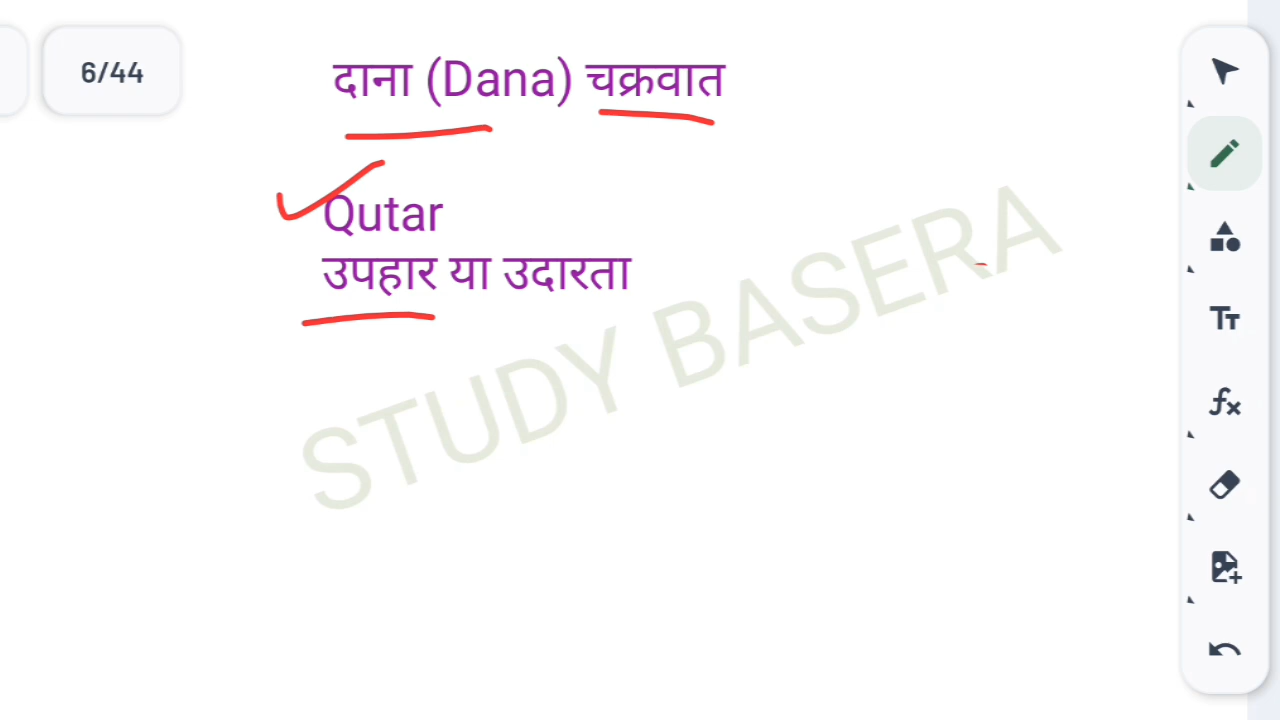 6/44
दाना (Dana) चक्रवात
Qutar
उपहार या उदारता
STUDY BASERA